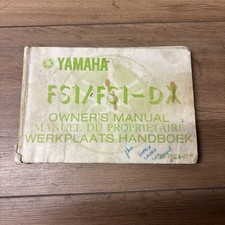 YAMAHA
FS1/FS1-DX
OWNER'S MANUAL
MANUEL DU PROPRIETAIRE
WERKPLAATS HANDBOEK